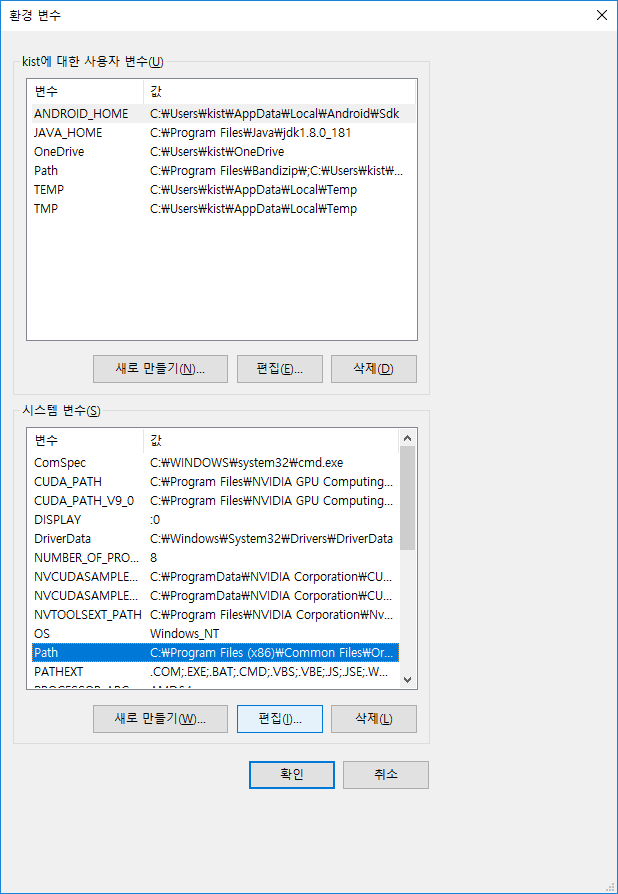 환경 변수
kist에 대한 사용자 변수(U)
변수 값
ANDROID_HOME C:₩Users₩kist₩AppData₩Local₩Android₩Sdk
JAVA_HOME C:₩Program Files₩Java₩jdk1.8.0_181
OneDrive C:₩Users₩kist₩OneDrive
Path C:₩Program Files₩Bandizip₩;C:₩Users₩kist₩...
TEMP C:₩Users₩kist₩AppData₩Local₩Temp
TMP C:₩Users₩kist₩AppData₩Local₩Temp
새로 만들기(N)... 편집(E)... 삭제(D)
시스템 변수(S)
변수 값
ComSpec C:₩WINDOWS₩system32₩cmd.exe
CUDA_PATH C:₩Program Files₩NVIDIA GPU Computing...
CUDA_PATH_V9_0 C:₩Program Files₩NVIDIA GPU Computing...
DISPLAY :0
DriverData C:₩Windows₩System32₩Drivers₩DriverData
NUMBER_OF_PRO... 8
NVCUDASAMPLE... C:₩ProgramData₩NVIDIA Corporation₩CU...
NVCUDASAMPLE... C:₩ProgramData₩NVIDIA Corporation₩CU...
NVTOOLSEXT_PATH C:₩Program Files₩NVIDIA Corporation₩Nv...
OS Windows_NT
Path C:₩Program Files (x86)₩Common Files₩Or...
PATHEXT .COM;.EXE;.BAT;.CMD;.VBS;.VBE;.JS;.JSE;.W...
새로 만들기(W)... 편집(I)... 삭제(L)
확인 취소